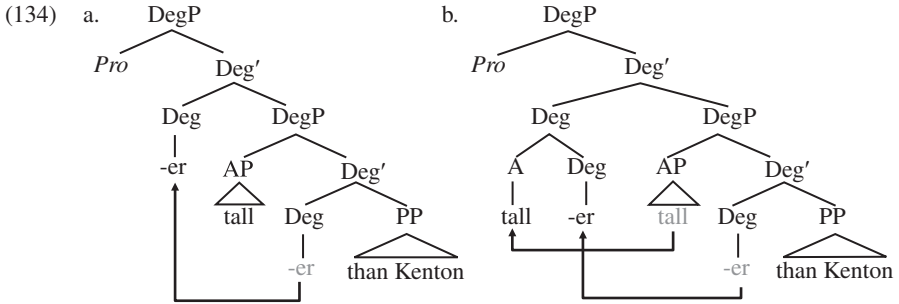 (134) a. DegP b. DegP
Pro Deg′ Pro Deg′
Deg DegP Deg DegP
-er AP Deg′ A Deg AP Deg′
tall Deg PP tall -er tall Deg PP
-er than Kenton -er than Kenton